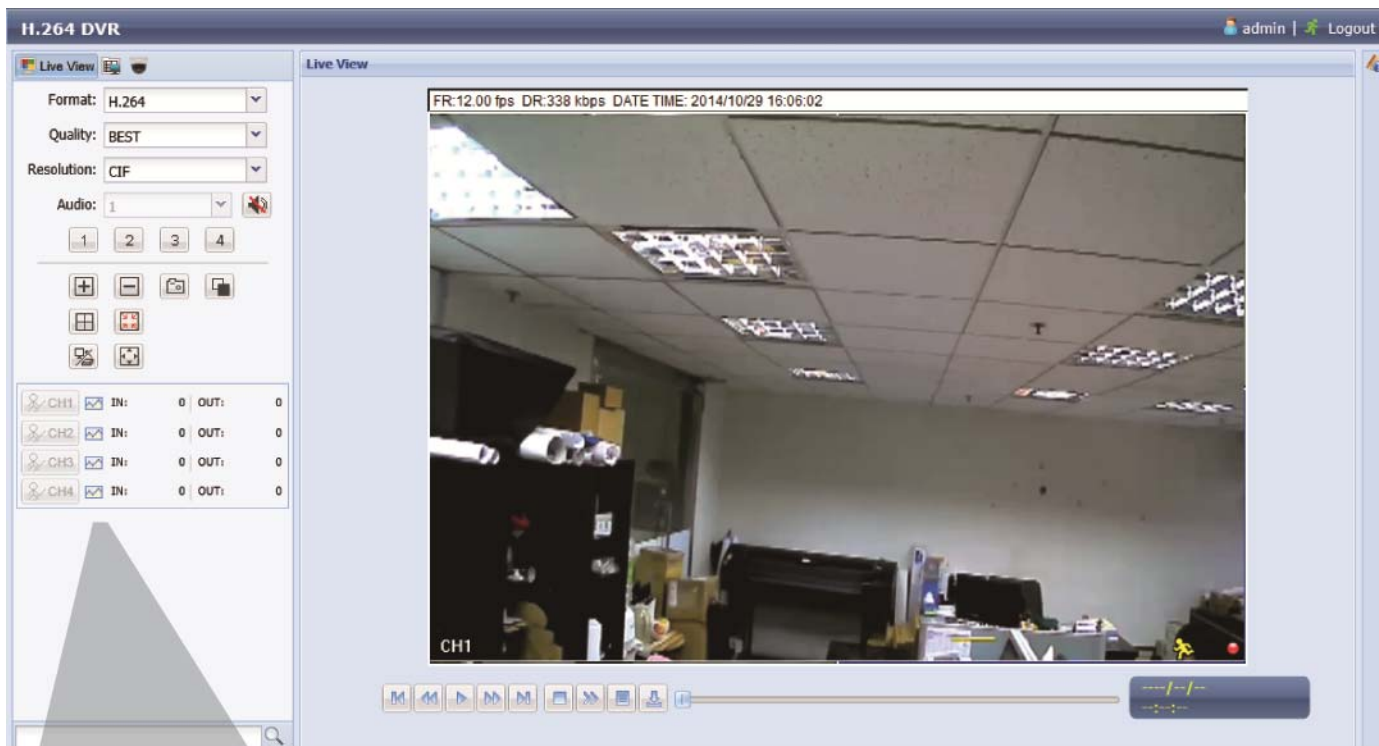 H.264 DVR
admin | Logout
Live View
Live View
Format: H.264
Quality: BEST
Resolution: CIF
Audio: 1
1 2 3 4
CH1 IN: 0 OUT: 0
CH2 IN: 0 OUT: 0
CH3 IN: 0 OUT: 0
CH4 IN: 0 OUT: 0
FR:12.00 fps DR:338 kbps DATE TIME: 2014/10/29 16:06:02
CH1
----/--/--
--:--:--